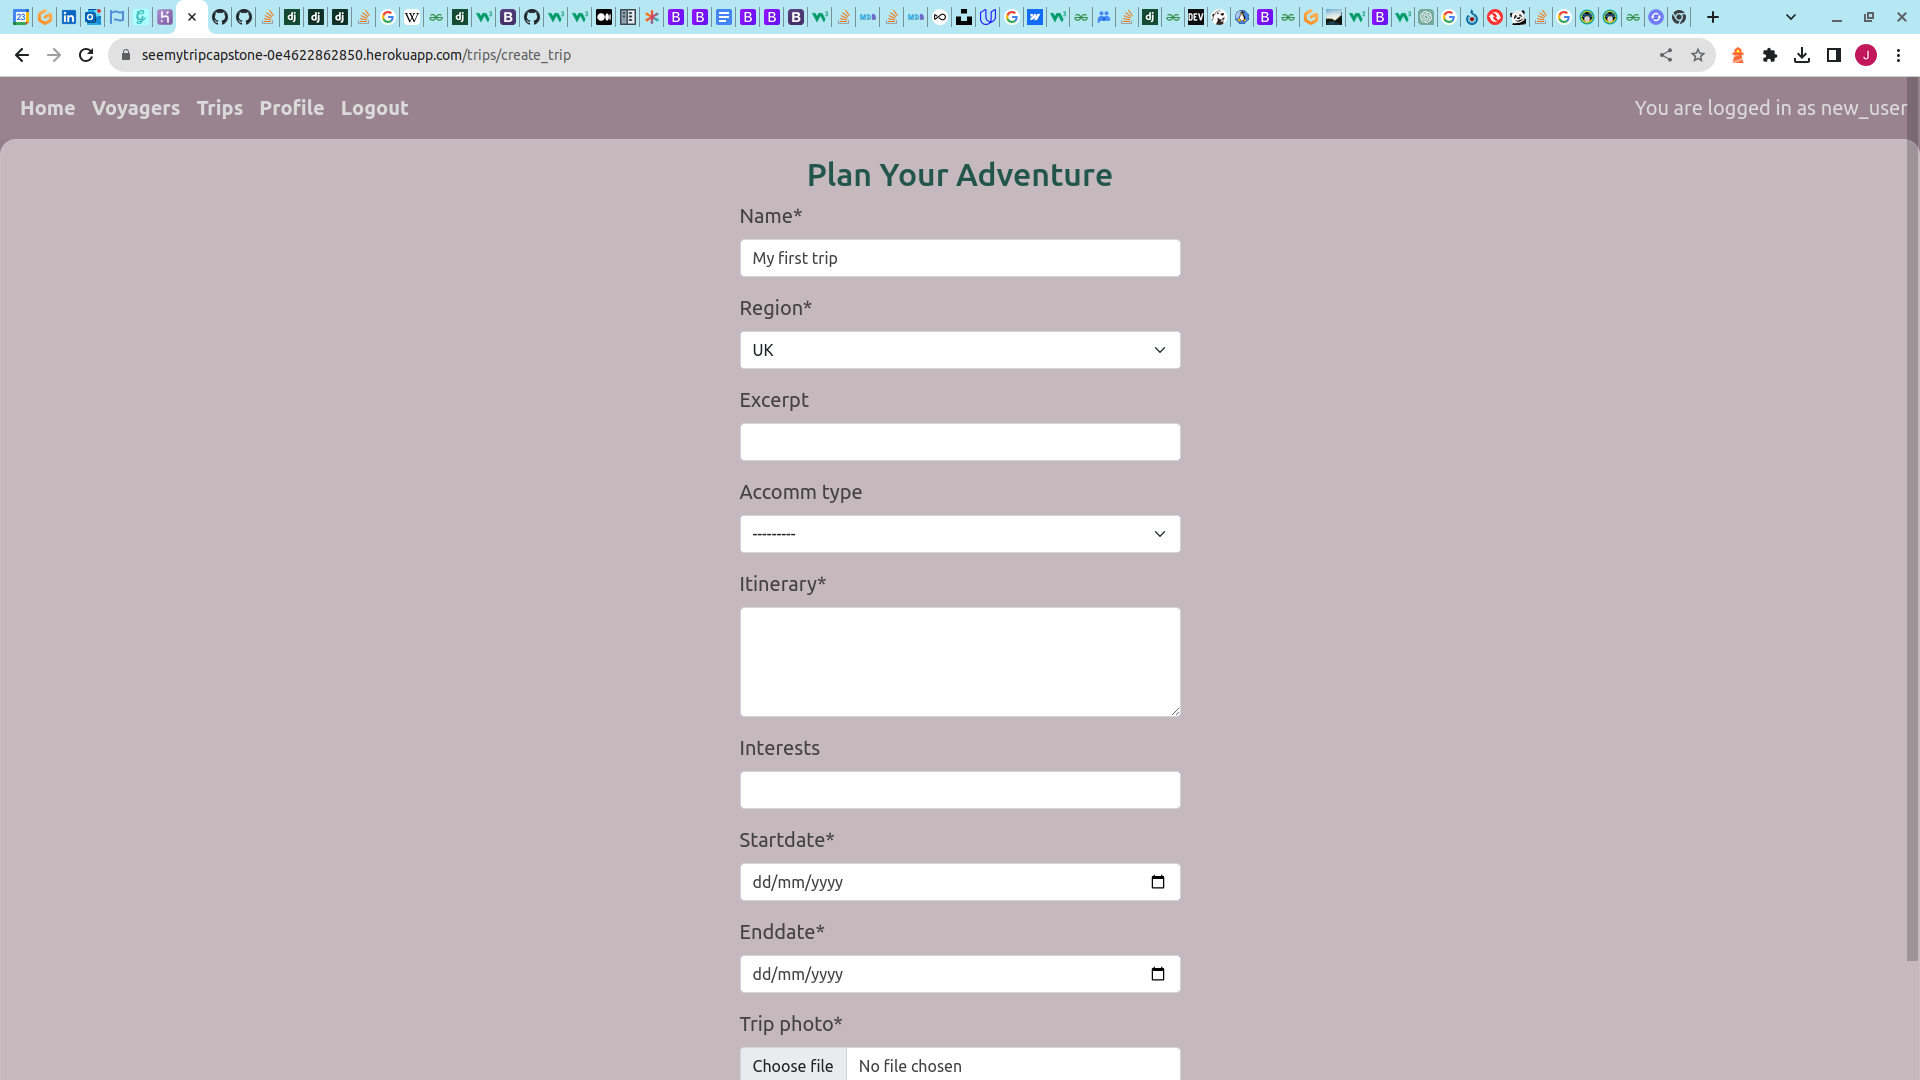 seemytripcapstone-0e4622862850.herokuapp.com/trips/create_trip
J
Home Voyagers Trips Profile Logout
You are logged in as new_user
Plan Your Adventure
Name*
My first trip
Region*
UK
Excerpt
Accomm type
---------
Itinerary*
Interests
Startdate*
dd/mm/yyyy
Enddate*
dd/mm/yyyy
Trip photo*
Choose file No file chosen